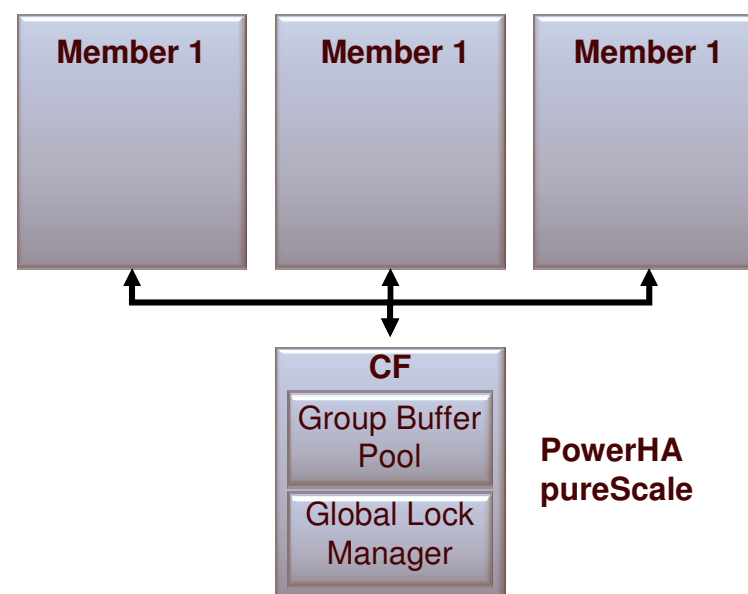 Member 1
Member 1
Member 1
CF
Group Buffer
Pool
Global Lock
Manager
PowerHA
pureScale